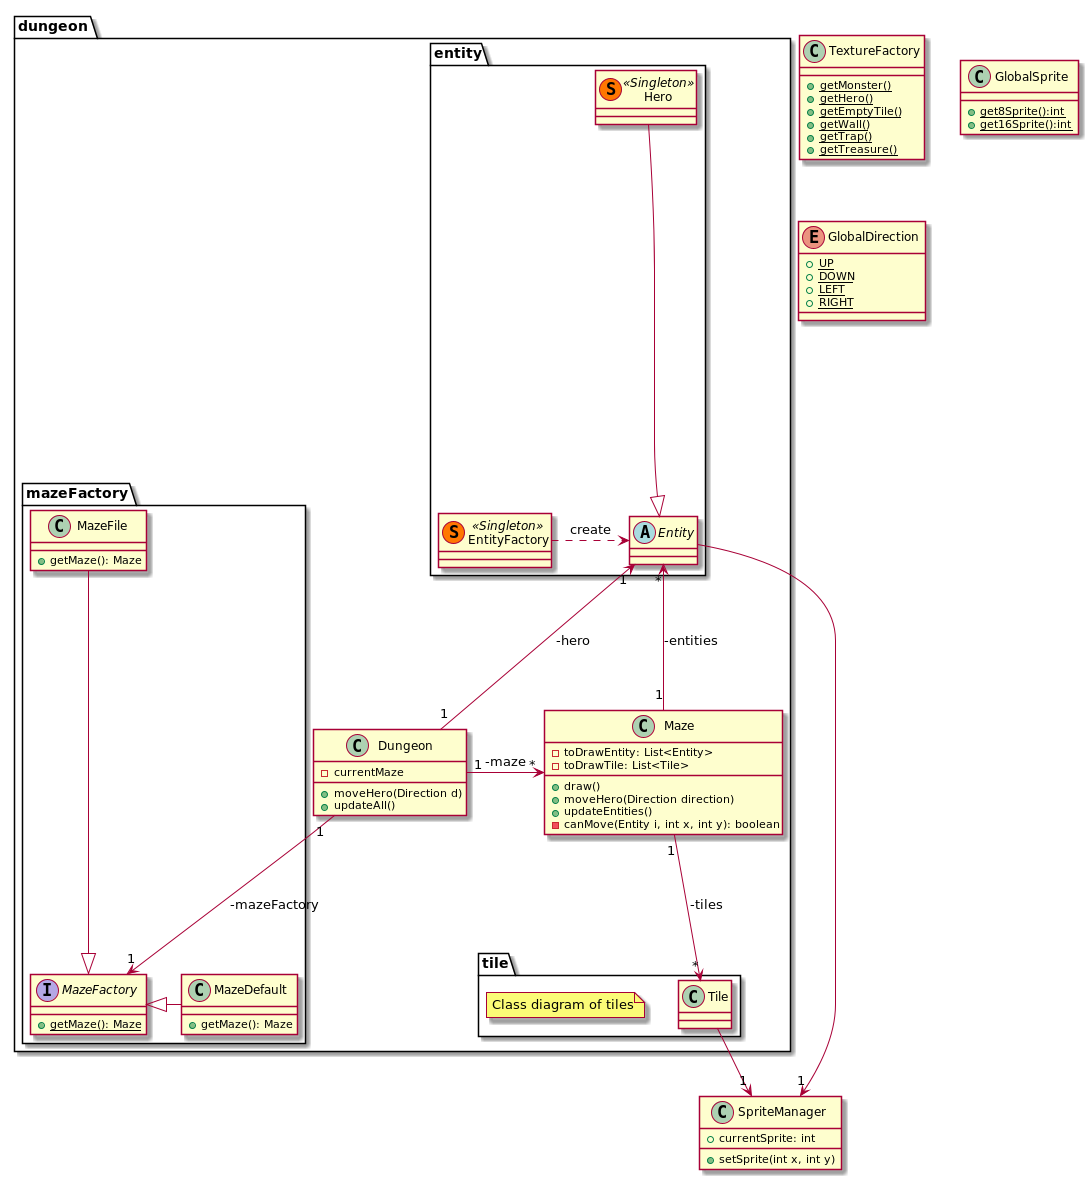 dungeon
entity
S
«Singleton»
Hero
C TextureFactory
getMonster()
getHero()
getEmptyTile()
getWall()
getTrap()
getTreasure()
C GlobalSprite
get8Sprite():int
get16Sprite():int
E GlobalDirection
UP
DOWN
LEFT
RIGHT
mazeFactory
C MazeFile
getMaze(): Maze
S
«Singleton»
EntityFactory
create
A Entity
1
*
-hero
-entities
1
1
C Dungeon
currentMaze
moveHero(Direction d)
updateAll()
1
-maze
*
C Maze
toDrawEntity: List<Entity>
toDrawTile: List<Tile>
draw()
moveHero(Direction direction)
updateEntities()
canMove(Entity i, int x, int y): boolean
1
1
-mazeFactory
-tiles
1
*
I MazeFactory
getMaze(): Maze
C MazeDefault
getMaze(): Maze
tile
Class diagram of tiles
C Tile
1
1
C SpriteManager
currentSprite: int
setSprite(int x, int y)